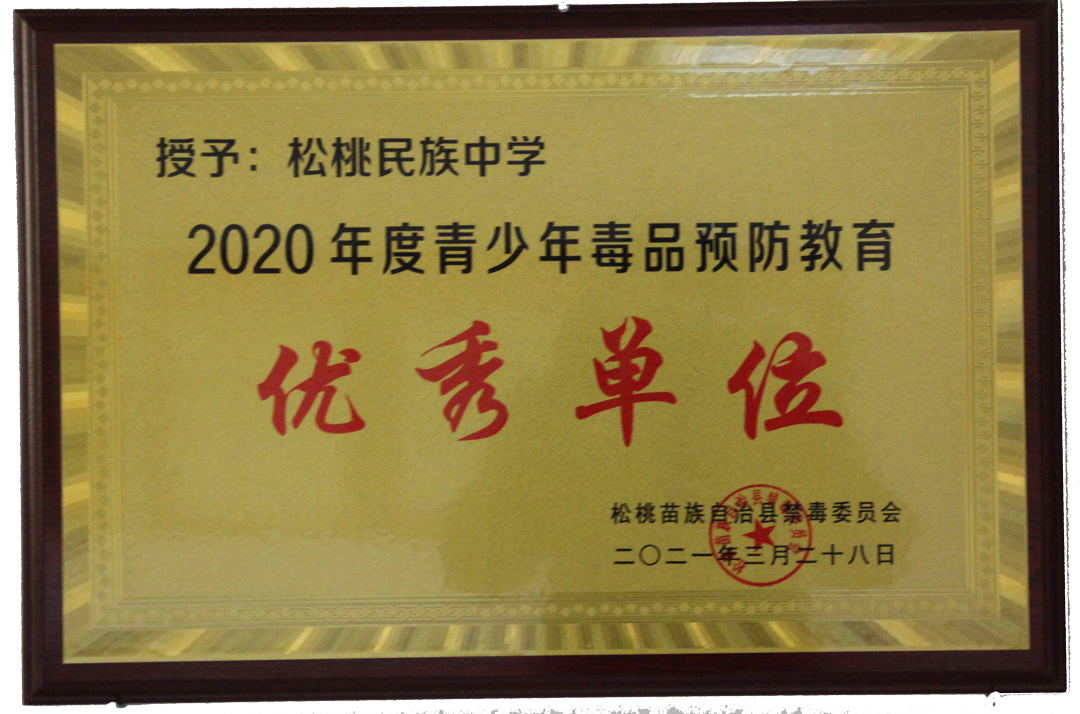 授予：松桃民族中学
2020年度青少年毒品预防教育
优秀单位
松桃苗族自治县禁毒委员会
二〇二一年三月二十八日